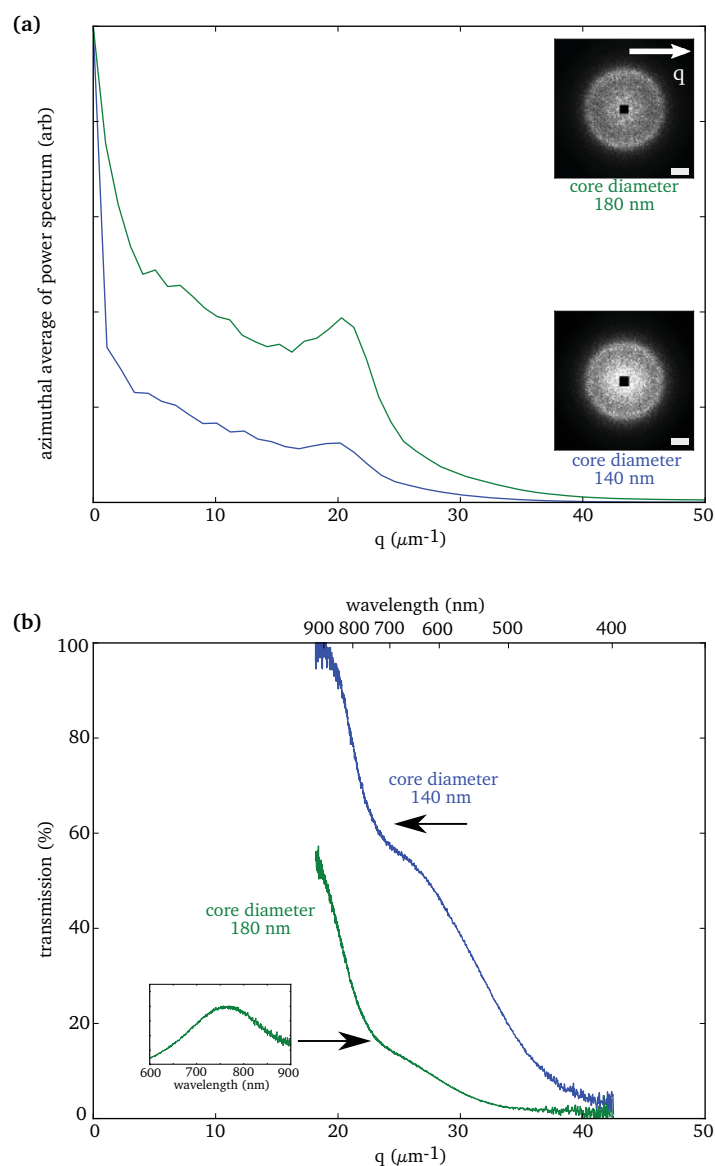 (a)
azimuthal average of power spectrum (arb)
q
core diameter
180 nm
core diameter
140 nm
0 10 20 30 40 50
q (μm-1)
(b)
wavelength (nm)
900 800 700 600 500 400
100
80
60
40
20
0
transmission (%)
core diameter
140 nm
core diameter
180 nm
600 700 800 900
wavelength (nm)
0 10 20 30 40 50
q (μm-1)